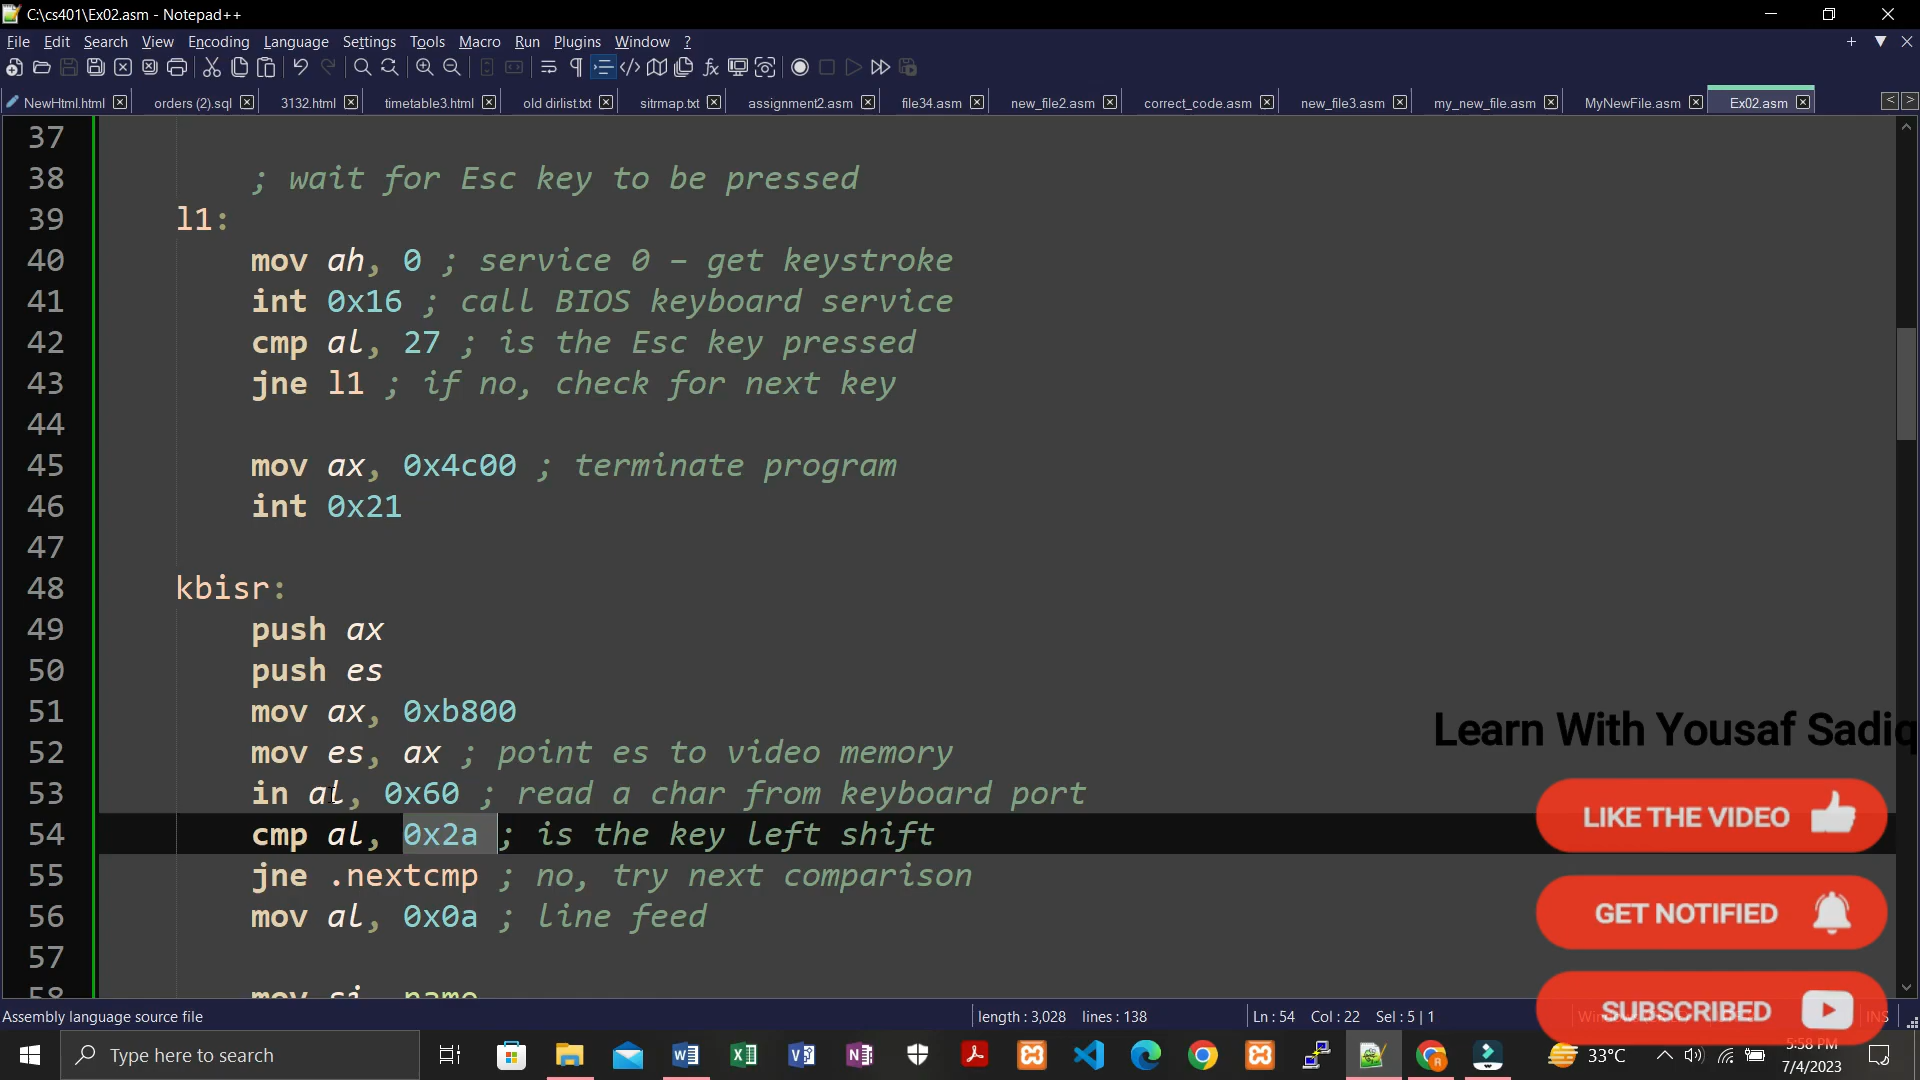 C:\cs401\Ex02.asm - Notepad++
File Edit Search View Encoding Language Settings Tools Macro Run Plugins Window ?
NewHtml.html orders (2).sql 3132.html timetable3.html old dirlist.txt sitrmap.txt assignment2.asm file34.asm new_file2.asm correct_code.asm new_file3.asm my_new_file.asm MyNewFile.asm Ex02.asm
37
38 ; wait for Esc key to be pressed
39 l1:
40 mov ah, 0 ; service 0 – get keystroke
41 int 0x16 ; call BIOS keyboard service
42 cmp al, 27 ; is the Esc key pressed
43 jne l1 ; if no, check for next key
44
45 mov ax, 0x4c00 ; terminate program
46 int 0x21
47
48 kbisr:
49 push ax
50 push es
51 mov ax, 0xb800
52 mov es, ax ; point es to video memory
53 in al, 0x60 ; read a char from keyboard port
54 cmp al, 0x2a ; is the key left shift
55 jne .nextcmp ; no, try next comparison
56 mov al, 0x0a ; line feed
57
58 mov si, name
Learn With Yousaf Sadiq
LIKE THE VIDEO
GET NOTIFIED
SUBSCRIBED
Assembly language source file length : 3,028 lines : 138 Ln : 54 Col : 22 Sel : 5 | 1 INS
Type here to search
33°C
5:58 PM
7/4/2023